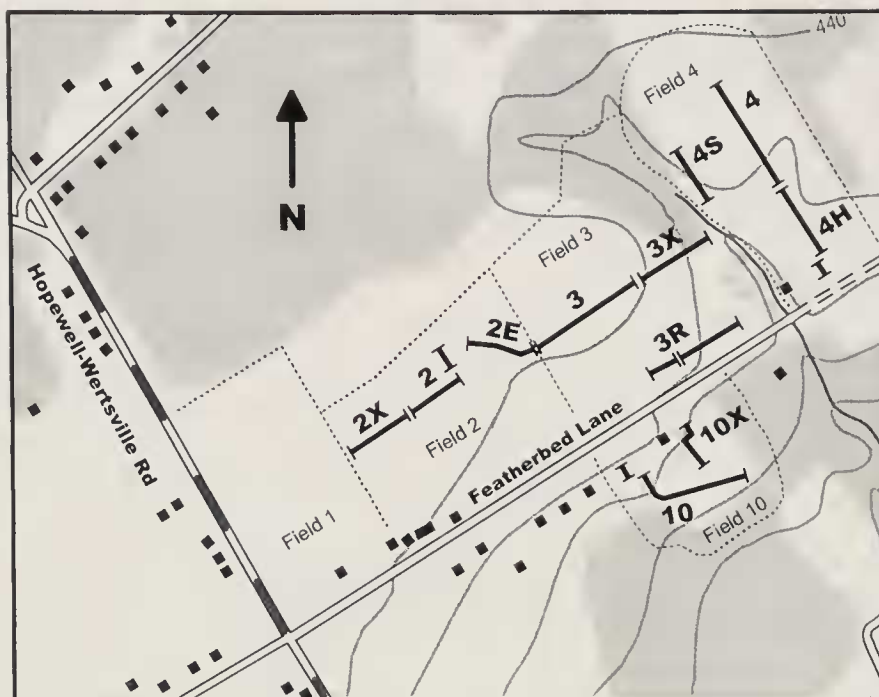 440
Field 4
4
4S
4H
N
Field 3
3X
3
Hopewell-Wertsville Rd
2E
3R
2
2X
Field 2
Featherbed Lane
10X
10
Field 10
Field 1